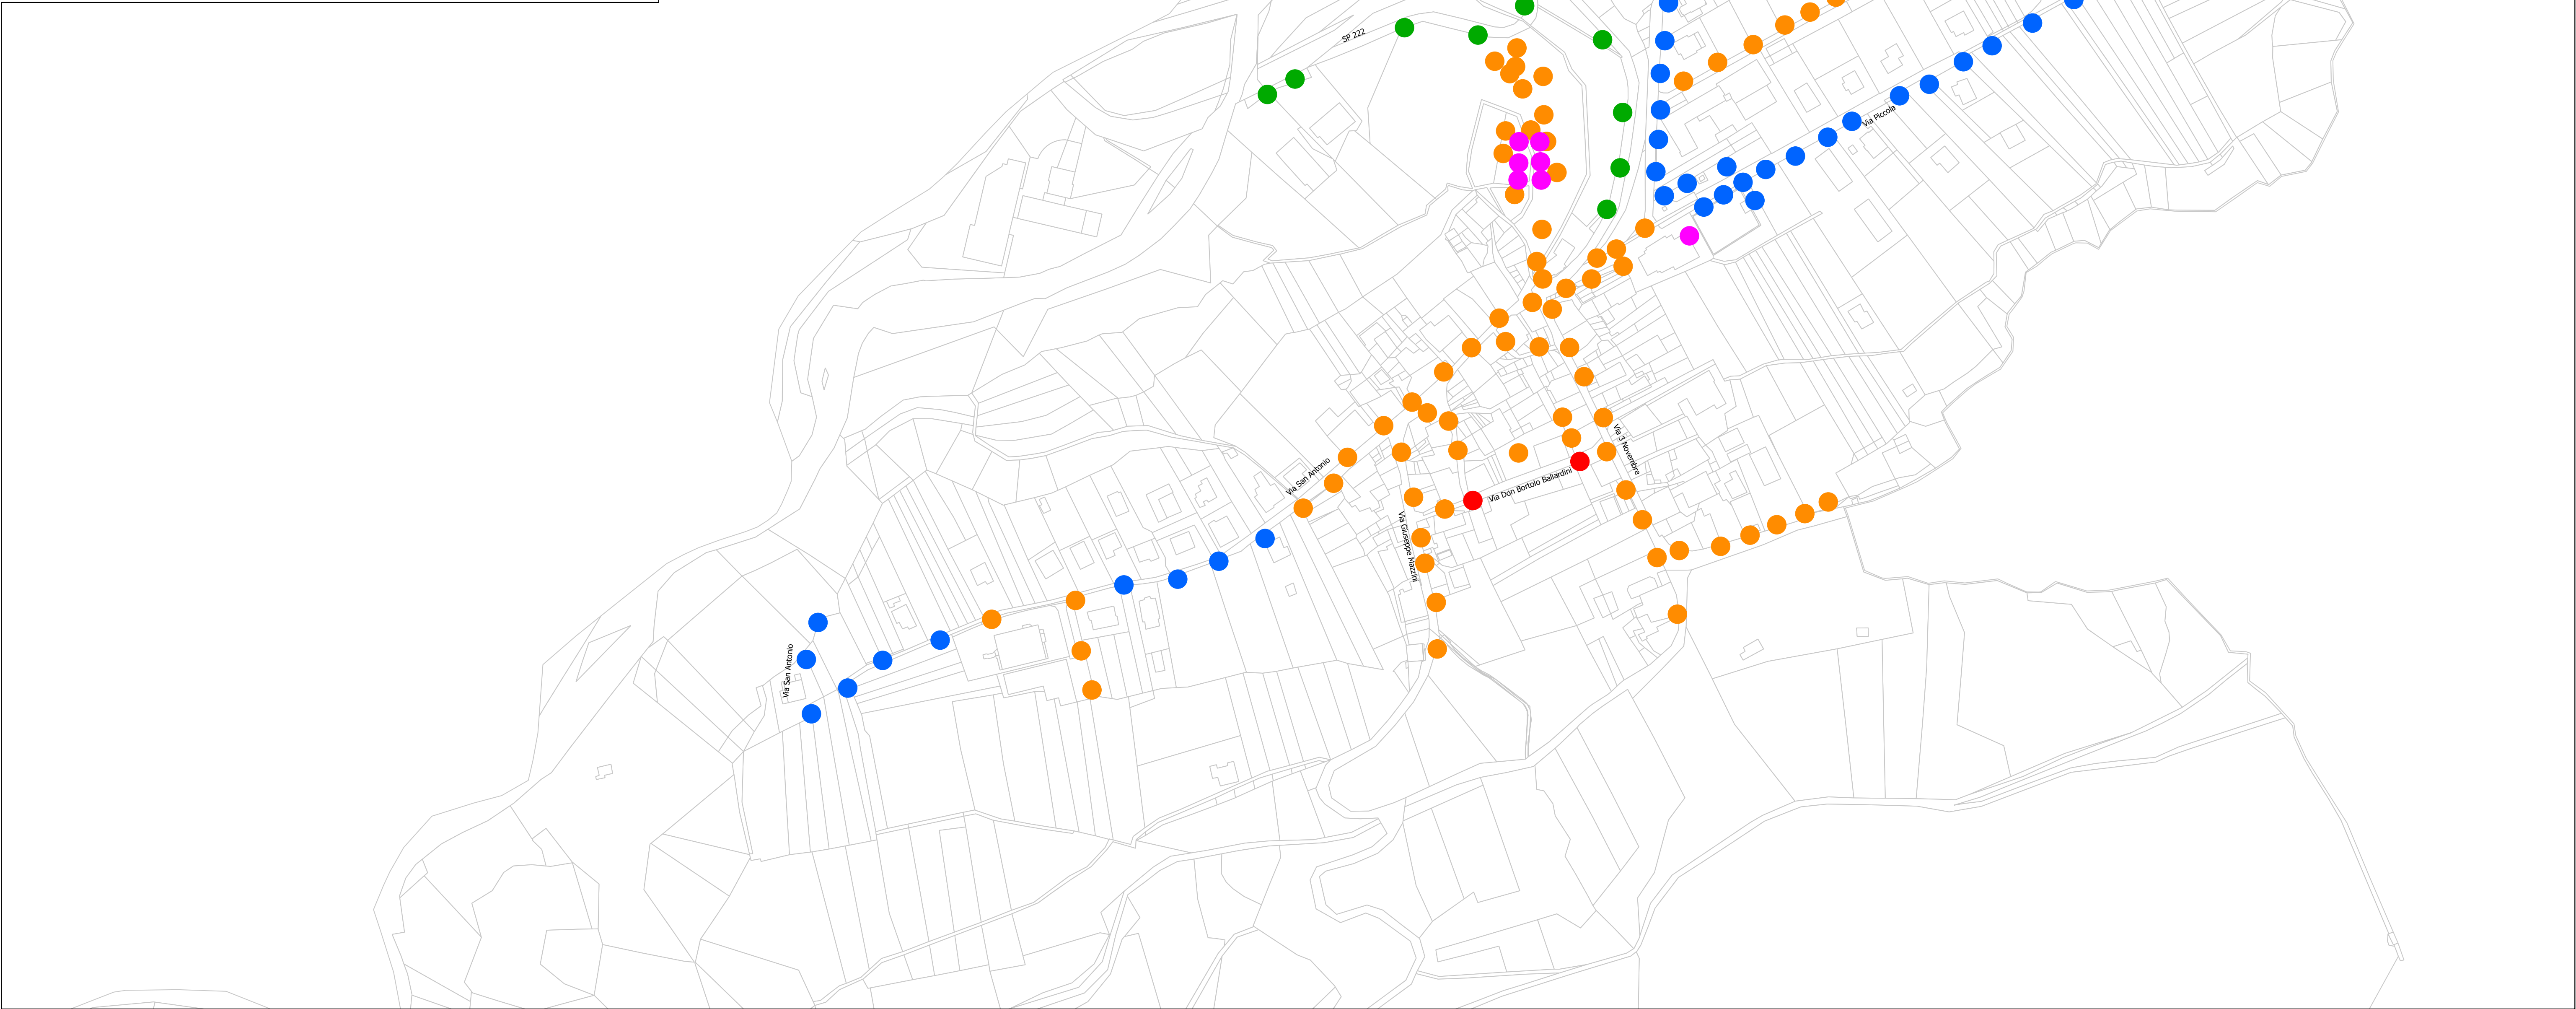 SP 222
Via Piccola
Via San Antonio
Via 3 Novembre
Via Don Bortolo Ballardini
Via Giuseppe Mazzini
Via San Antonio